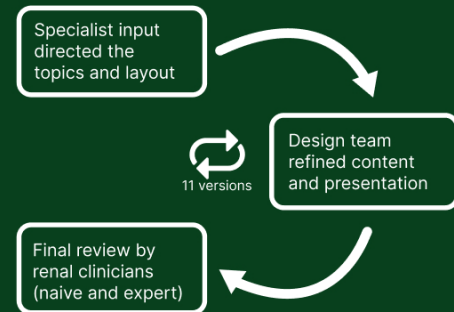 Specialist input
directed the
topics and layout
Design team
refined content
and presentation
11 versions
Final review by
renal clinicians
(naive and expert)